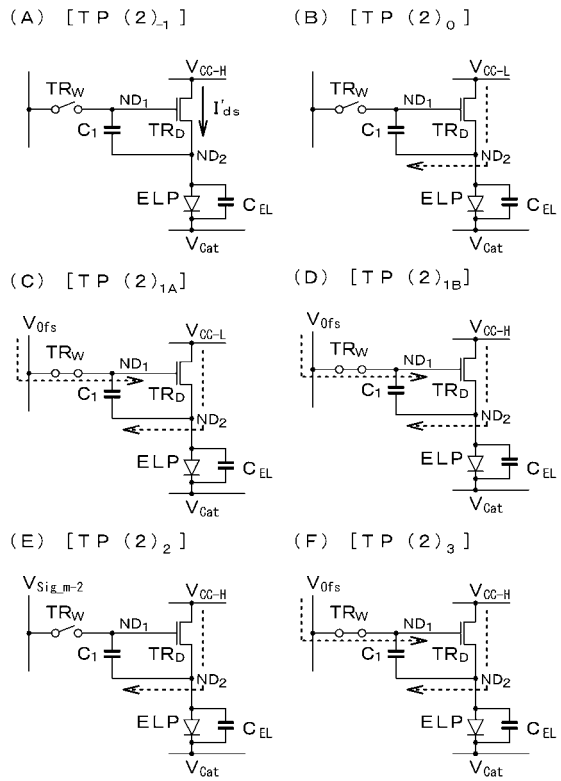 (A) [TP(2)-1]
VCC-H
TRW
ND1
I'ds
C1
TRD
ND2
ELP
CEL
VCat
(B) [TP(2)0]
VCC-L
TRW
ND1
C1
TRD
ND2
ELP
CEL
VCat
(C) [TP(2)1A]
VOfs
VCC-L
TRW
ND1
C1
TRD
ND2
ELP
CEL
VCat
(D) [TP(2)1B]
VOfs
VCC-H
TRW
ND1
C1
TRD
ND2
ELP
CEL
VCat
(E) [TP(2)2]
VSig_m-2
VCC-H
TRW
ND1
C1
TRD
ND2
ELP
CEL
VCat
(F) [TP(2)3]
VOfs
VCC-H
TRW
ND1
C1
TRD
ND2
ELP
CEL
VCat